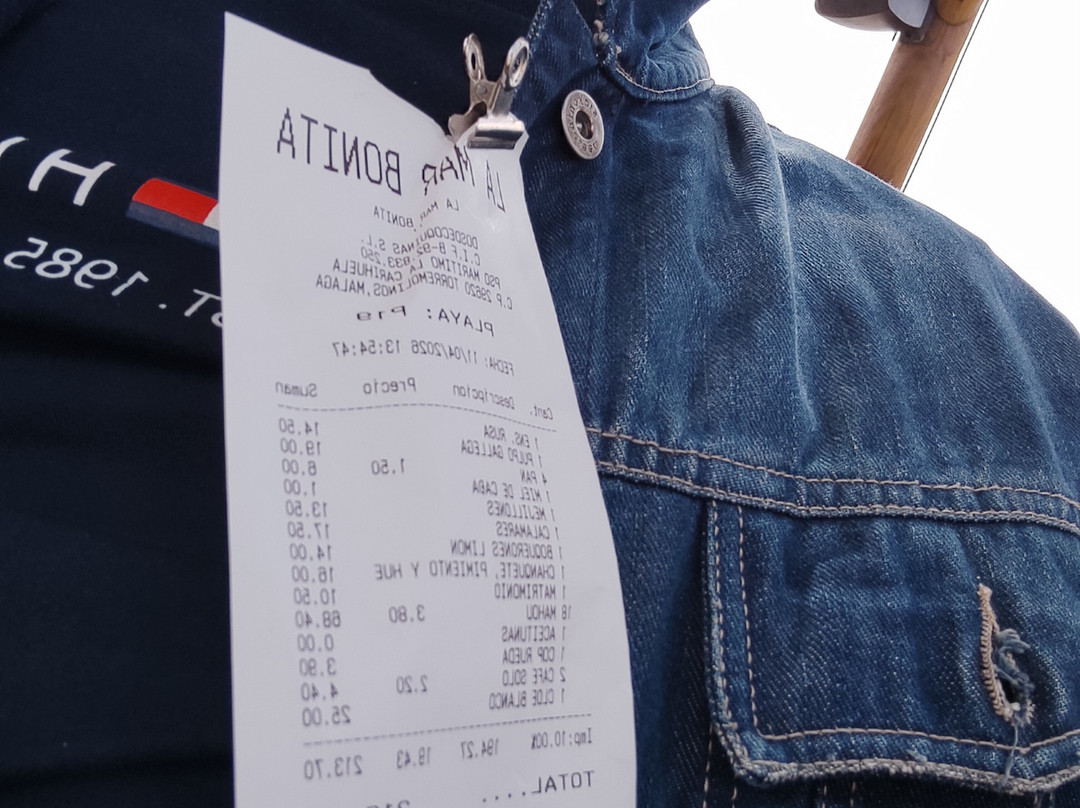 H
ST. 1985
LA MAR BONITA
LA MAR BONITA
DOSDECOQUINAS S.L.
C.I.F.B-92.833.250
PSO MARITIMO LA CARIHUELA
C.P 29620 TORREMOLINOS, MALAGA
PLAYA: P19
FECHA: 11/04/2026 13:54:47
Cant. Descripcion Precio Suman
1 ENS. RUSA 14.50
1 PULPO GALLEGA 19.00
4 PAN 1.50 6.00
1 MIEL DE CAÑA 1.00
1 MEJILLONES 13.50
1 CALAMARES 17.50
1 BOQUERONES LIMON 14.00
1 CHANQUETE, PIMIENTO Y HUE 16.00
1 MATRIMONIO 10.50
18 MAHOU 3.80 68.40
1 ACEITUNAS 0.00
1 COP RUEDA 3.90
2 CAFE SOLO 2.20 4.40
1 CLOE BLANCO 25.00
Imp:10.00% 194.27 19.43 213.70
TOTAL.....